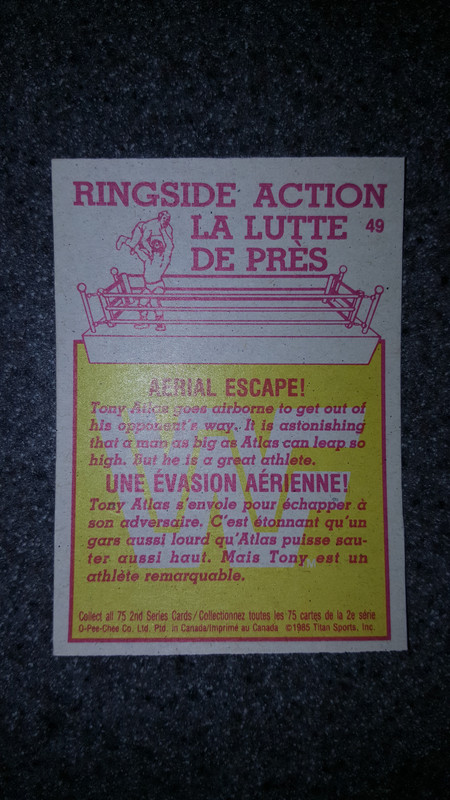 RINGSIDE ACTION
LA LUTTE 49
DE PRÈS
AERIAL ESCAPE!
Tony Atlas goes airborne to get out of
his opponent's way. It is astonishing
that a man as big as Atlas can leap so
high. But he is a great athlete.
UNE ÉVASION AÉRIENNE!
Tony Atlas s'envole pour échapper à
son adversaire. C'est étonnant qu'un
gars aussi lourd qu'Atlas puisse sau-
ter aussi haut. Mais Tony est un
athlète remarquable.
Collect all 75 2nd Series Cards/Collectionnez toutes les 75 cartes de la 2e série
O-Pee-Chee Co. Ltd. Ptd. in Canada/Imprimé au Canada ©1985 Titan Sports, Inc.